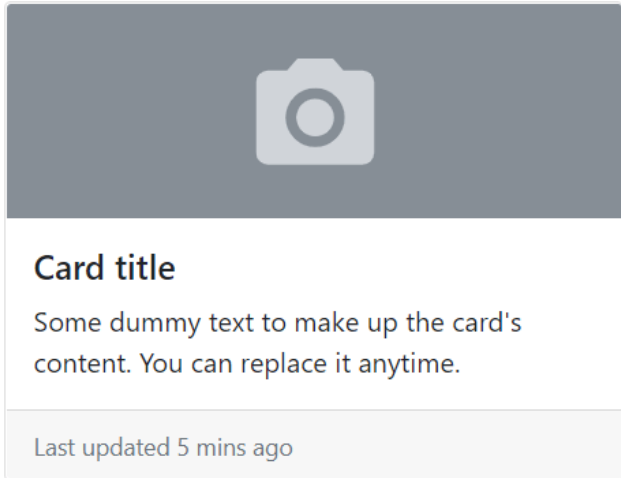 Card title
Some dummy text to make up the card's
content. You can replace it anytime.
Last updated 5 mins ago